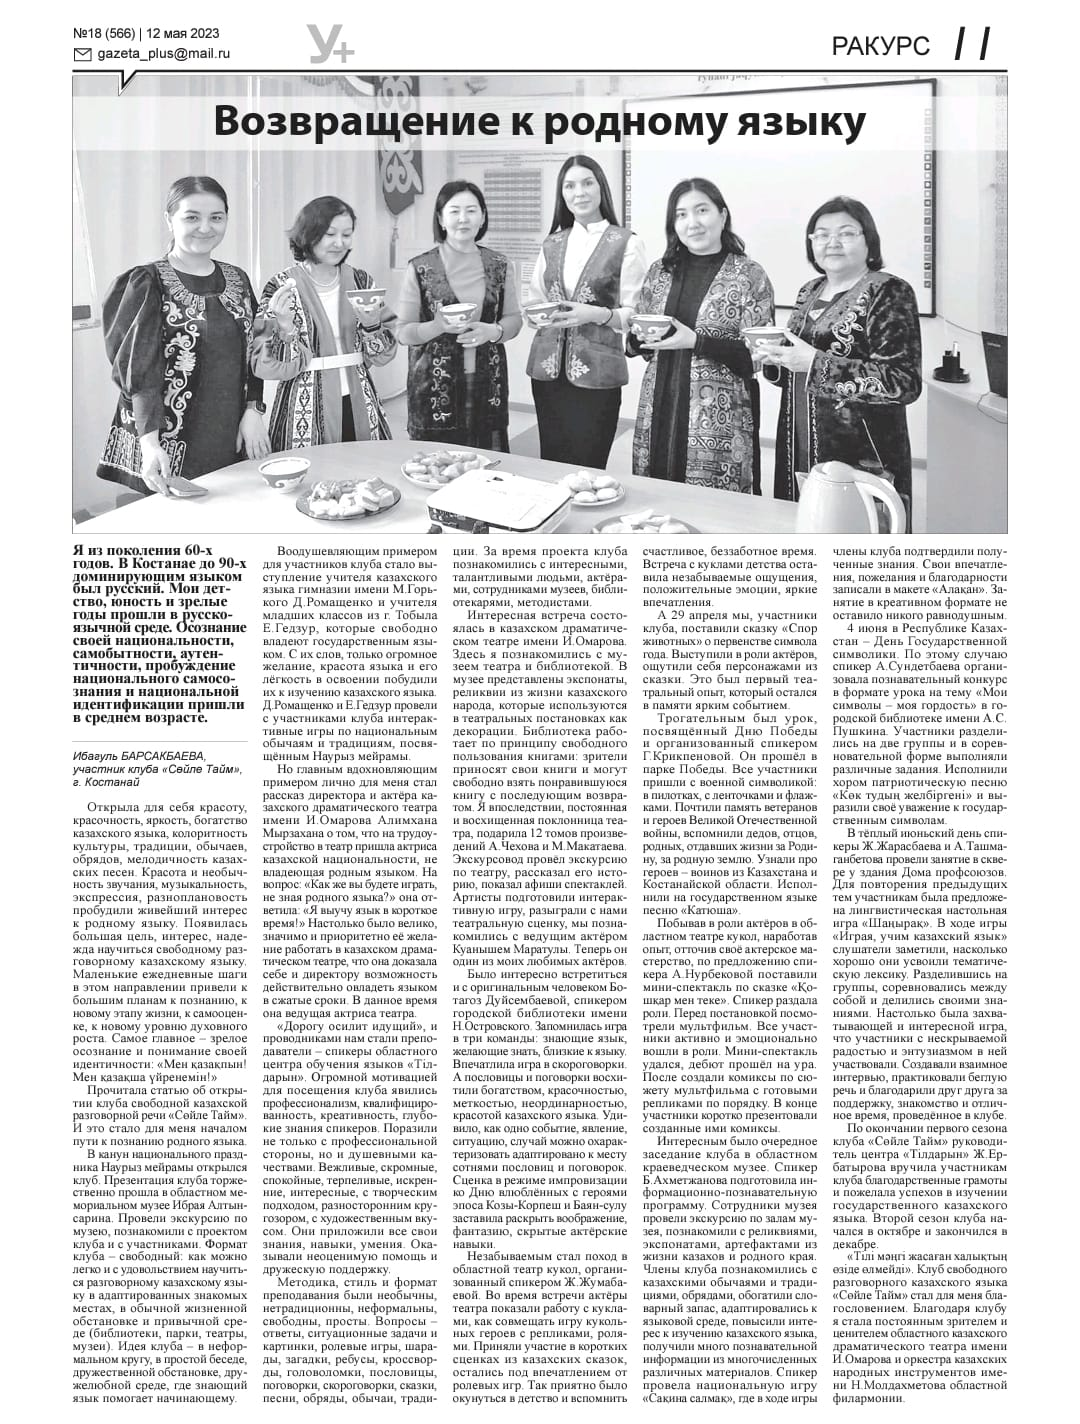 №18 (566) | 12 мая 2023
gazeta_plus@mail.ru
У+
РАКУРС
11
Возвращение к родному языку
Я из поколения 60-х
годов. В Костанае до 90-х
доминирующим языком
был русский. Мои дет-
ство, юность и зрелые
годы прошли в русско-
язычной среде. Осознание
своей национальности,
самобытности, аутен-
тичности, пробуждение
национального самосо-
знания и национальной
идентификации пришли
в среднем возрасте.
Ибагуль БАРСАКБАЕВА,
участник клуба «Сөйле Тайм»,
г. Костанай
Открыла для себя красоту,
красочность, яркость, богатство
казахского языка, колоритность
культуры, традиции, обычаев,
обрядов, мелодичность казах-
ских песен. Красота и необыч-
ность звучания, музыкальность,
экспрессия, разноплановость
пробудили живейший интерес
к родному языку. Появилась
большая цель, интерес, надеж-
да научиться свободному раз-
говорному казахскому языку.
Маленькие ежедневные шаги
в этом направлении привели к
большим планам к познанию, к
новому этапу жизни, к самооцен-
ке, к новому уровню духовного
роста. Самое главное – зрелое
осознание и понимание своей
идентичности: «Мен қазақпын!
Мен қазақша үйренемін!»
Прочитала статью об откры-
тии клуба свободной казахской
разговорной речи «Сөйле Тайм».
И это стало для меня началом
пути к познанию родного языка.
В канун национального празд-
ника Наурыз мейрамы открылся
клуб. Презентация клуба торже-
ственно прошла в областном ме-
мориальном музее Ибрая Алтын-
сарина. Провели экскурсию по
музею, познакомили с проектом
клуба и с участниками. Формат
клуба – свободный: как можно
легко и с удовольствием научить-
ся разговорному казахскому язы-
ку в адаптированных знакомых
местах, в обычной жизненной
обстановке и привычной сре-
де (библиотеки, парки, театры,
музеи). Идея клуба – в нефор-
мальном кругу, в простой беседе,
дружественной обстановке, дру-
желюбной среде, где знающий
язык помогает начинающему.
Воодушевляющим примером
для участников клуба стало вы-
ступление учителя казахского
языка гимназии имени М.Горь-
кого Д.Ромащенко и учителя
младших классов из г. Тобыла
Е.Гедзур, которые свободно
владеют государственным язы-
ком. С их слов, только огромное
желание, красота языка и его
лёгкость в освоении побудили
их к изучению казахского языка.
Д.Ромащенко и Е.Гедзур провели
с участниками клуба интерак-
тивные игры по национальным
обычаям и традициям, посвя-
щённым Наурыз мейрамы.
Но главным вдохновляющим
примером лично для меня стал
рассказ директора и актёра ка-
захского драматического театра
имени И.Омарова Алимхана
Мырзахана о том, что на трудоу-
стройство в театр пришла актриса
казахской национальности, не
владеющая родным языком. На
вопрос: «Как же вы будете играть,
не зная родного языка?» она от-
ветила: «Я выучу язык в короткое
время!» Настолько было велико,
значимо и приоритетно её жела-
ние работать в казахском драма-
тическом театре, что она доказала
себе и директору возможность
действительно овладеть языком
в сжатые сроки. В данное время
она ведущая актриса театра.
«Дорогу осилит идущий», и
проводниками нам стали препо-
даватели – спикеры областного
центра обучения языков «Тіл-
дарын». Огромной мотивацией
для посещения клуба явились
профессионализм, квалифициро-
ванность, креативность, глубо-
кие знания спикеров. Поразили
не только с профессиональной
стороны, но и душевными ка-
чествами. Вежливые, скромные,
спокойные, терпеливые, искрен-
ние, интересные, с творческим
подходом, разносторонним кру-
гозором, с художественным вку-
сом. Они приложили все свои
знания, навыки, умения. Ока-
зывали неоценимую помощь и
дружескую поддержку.
Методика, стиль и формат
преподавания были необычны,
нетрадиционны, неформальны,
свободны, просты. Вопросы –
ответы, ситуационные задачи и
картинки, ролевые игры, шара-
ды, загадки, ребусы, кроссвор-
ды, головоломки, пословицы,
поговорки, скороговорки, сказки,
песни, обряды, обычаи, тради-
ции. За время проекта клуба
познакомились с интересными,
талантливыми людьми, актёра-
ми, сотрудниками музеев, библи-
отекарями, методистами.
Интересная встреча состо-
ялась в казахском драматиче-
ском театре имени И.Омарова.
Здесь я познакомились с му-
зеем театра и библиотекой. В
музее представлены экспонаты,
реликвии из жизни казахского
народа, которые используются
в театральных постановках как
декорации. Библиотека рабо-
тает по принципу свободного
пользования книгами: зрители
приносят свои книги и могут
свободно взять понравившуюся
книгу с последующим возвра-
том. Я впоследствии, постоянная
и восхищенная поклонница теа-
тра, подарила 12 томов произве-
дений А.Чехова и М.Макатаева.
Экскурсовод провёл экскурсию
по театру, рассказал его исто-
рию, показал афиши спектаклей.
Артисты подготовили интерак-
тивную игру, разыграли с нами
театральную сценку, мы позна-
комились с ведущим актёром
Куанышем Маратулы. Теперь он
один из моих любимых актёров.
Было интересно встретиться
и с оригинальным человеком Бо-
тагоз Дуйсембаевой, спикером
городской библиотеки имени
Н.Островского. Запомнилась игра
в три команды: знающие язык,
желающие знать, близкие к языку.
Впечатлила игра в скороговорки.
А пословицы и поговорки восхи-
тили богатством, красочностью,
меткостью, неординарностью,
красотой казахского языка. Уди-
вило, как одно событие, явление,
ситуацию, случай можно охарак-
теризовать адаптировано к месту
сотнями пословиц и поговорок.
Сценка в режиме импровизации
ко Дню влюблённых с героями
эпоса Козы-Корпеш и Баян-сулу
заставила раскрыть воображение,
фантазию, скрытые актёрские
навыки.
Незабываемым стал поход в
областной театр кукол, органи-
зованный спикером Ж.Жумаба-
евой. Во время встречи актёры
театра показали работу с кукла-
ми, как совмещать игру куколь-
ных героев с репликами, роля-
ми. Приняли участие в коротких
сценках из казахских сказок,
остались под впечатлением от
ролевых игр. Так приятно было
окунуться в детство и вспомнить
счастливое, беззаботное время.
Встреча с куклами детства оста-
вила незабываемые ощущения,
положительные эмоции, яркие
впечатления.
А 29 апреля мы, участники
клуба, поставили сказку «Спор
животных» о первенстве символа
года. Выступили в роли актёров,
ощутили себя персонажами из
сказки. Это был первый теа-
тральный опыт, который остался
в памяти ярким событием.
Трогательным был урок,
посвящённый Дню Победы
и организованный спикером
Г.Крикпеновой. Он прошёл в
парке Победы. Все участники
пришли с военной символикой:
в пилотках, с ленточками и флаж-
ками. Почтили память ветеранов
и героев Великой Отечественной
войны, вспомнили дедов, отцов,
родных, отдавших жизни за Роди-
ну, за родную землю. Узнали про
героев – воинов из Казахстана и
Костанайской области. Испол-
нили на государственном языке
песню «Катюша».
Побывав в роли актёров в об-
ластном театре кукол, наработав
опыт, отточив своё актерское ма-
стерство, по предложению спи-
кера А.Нурбековой поставили
мини-спектакль по сказке «Қо-
шқар мен теке». Спикер раздала
роли. Перед постановкой посмо-
трели мультфильм. Все участ-
ники активно и эмоционально
вошли в роли. Мини-спектакль
удался, дебют прошёл на ура.
После создали комиксы по сю-
жету мультфильма с готовыми
репликами по порядку. В конце
участники коротко презентовали
созданные ими комиксы.
Интересным было очередное
заседание клуба в областном
краеведческом музее. Спикер
Б.Ахметжанова подготовила ин-
формационно-познавательную
программу. Сотрудники музея
провели экскурсию по залам му-
зея, познакомили с реликвиями,
экспонатами, артефактами из
жизни казахов и родного края.
Члены клуба познакомились с
казахскими обычаями и тради-
циями, обрядами, обогатили сло-
варный запас, адаптировались к
языковой среде, повысили инте-
рес к изучению казахского языка,
получили много познавательной
информации из многочисленных
различных материалов. Спикер
провела национальную игру
«Сақина салмақ», где в ходе игры
члены клуба подтвердили полу-
ченные знания. Свои впечатле-
ния, пожелания и благодарности
записали в макете «Алақан». За-
нятие в креативном формате не
оставило никого равнодушным.
4 июня в Республике Казах-
стан – День Государственной
символики. По этому случаю
спикер А.Сундетбаева органи-
зовала познавательный конкурс
в формате урока на тему «Мои
символы – моя гордость» в го-
родской библиотеке имени А.С.
Пушкина. Участники раздели-
лись на две группы и в сорев-
новательной форме выполняли
различные задания. Исполнили
хором патриотическую песню
«Көк тудың желбірегені» и вы-
разили своё уважение к государ-
ственным символам.
В тёплый июньский день спи-
керы Ж.Жарасбаева и А.Ташма-
ганбетова провели занятие в скве-
ре у здания Дома профсоюзов.
Для повторения предыдущих
тем участникам была предложе-
на лингвистическая настольная
игра «Шаңырақ». В ходе игры
«Играя, учим казахский язык»
слушатели заметили, насколько
хорошо они усвоили тематиче-
скую лексику. Разделившись на
группы, соревновались между
собой и делились своими зна-
ниями. Настолько была захва-
тывающей и интересной игра,
что участники с нескрываемой
радостью и энтузиазмом в ней
участвовали. Создавали взаимное
интервью, практиковали беглую
речь и благодарили друг друга за
поддержку, знакомство и отлич-
ное время, проведённое в клубе.
По окончании первого сезона
клуба «Сөйле Тайм» руководи-
тель центра «Тілдарын» Ж.Ер-
батырова вручила участникам
клуба благодарственные грамоты
и пожелала успехов в изучении
государственного казахского
языка. Второй сезон клуба на-
чался в октябре и закончился в
декабре.
«Тілі мәңгі жасаған халықтың
өзіде өлмейді». Клуб свободного
разговорного казахского языка
«Сөйле Тайм» стал для меня бла-
гословением. Благодаря клубу
я стала постоянным зрителем и
ценителем областного казахского
драматического театра имени
И.Омарова и оркестра казахских
народных инструментов име-
ни Н.Молдахметова областной
филармонии.